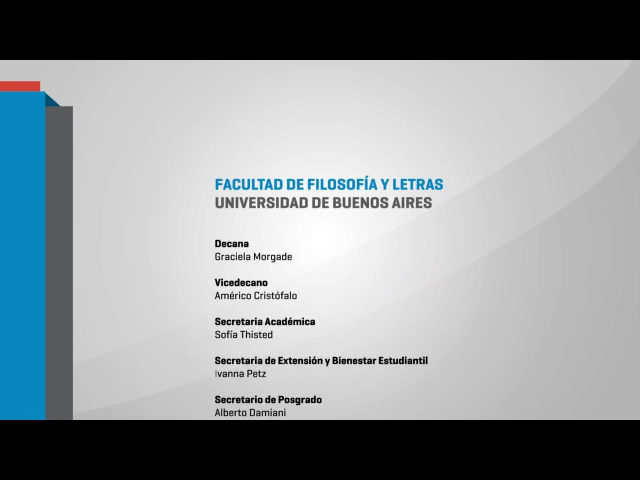 FACULTAD DE FILOSOFÍA Y LETRAS
UNIVERSIDAD DE BUENOS AIRES
Decana
Graciela Morgade
Vicedecano
Américo Cristófalo
Secretaria Académica
Sofía Thisted
Secretaria de Extensión y Bienestar Estudiantil
Ivanna Petz
Secretario de Posgrado
Alberto Damiani